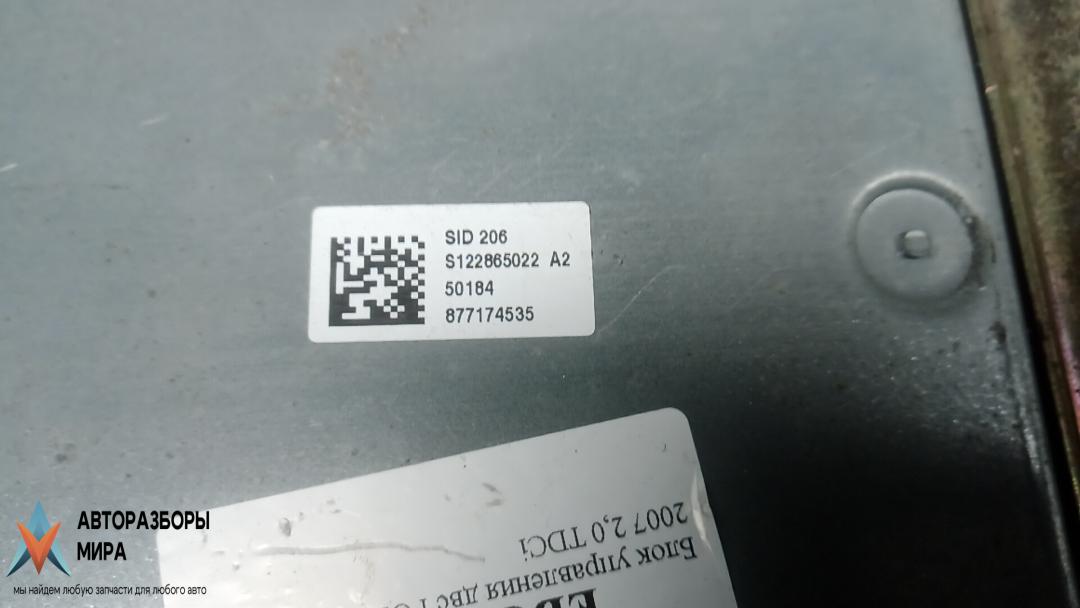 SID 206
S122865022 A2
50184
877174535
2007 2,0 TDCi
Блок управления двс
АВТОРАЗБОРЫ
МИРА
мы найдем любую запчасти для любого авто